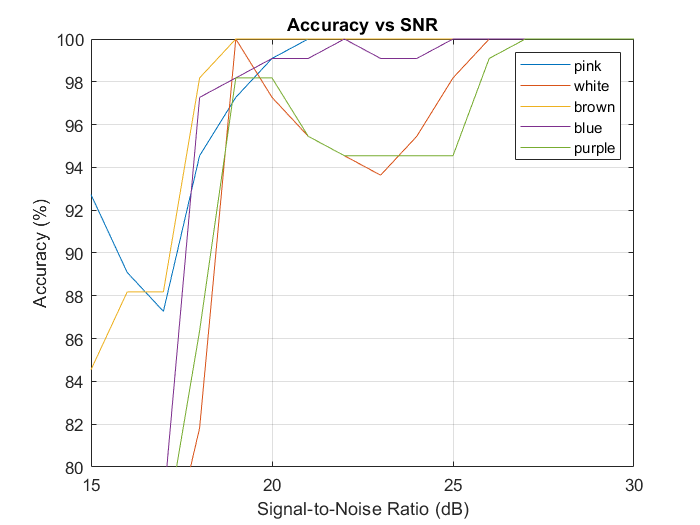 Accuracy vs SNR
100
98
96
94
92
90
88
86
84
82
80
Accuracy (%)
pink
white
brown
blue
purple
15
20
25
30
Signal-to-Noise Ratio (dB)